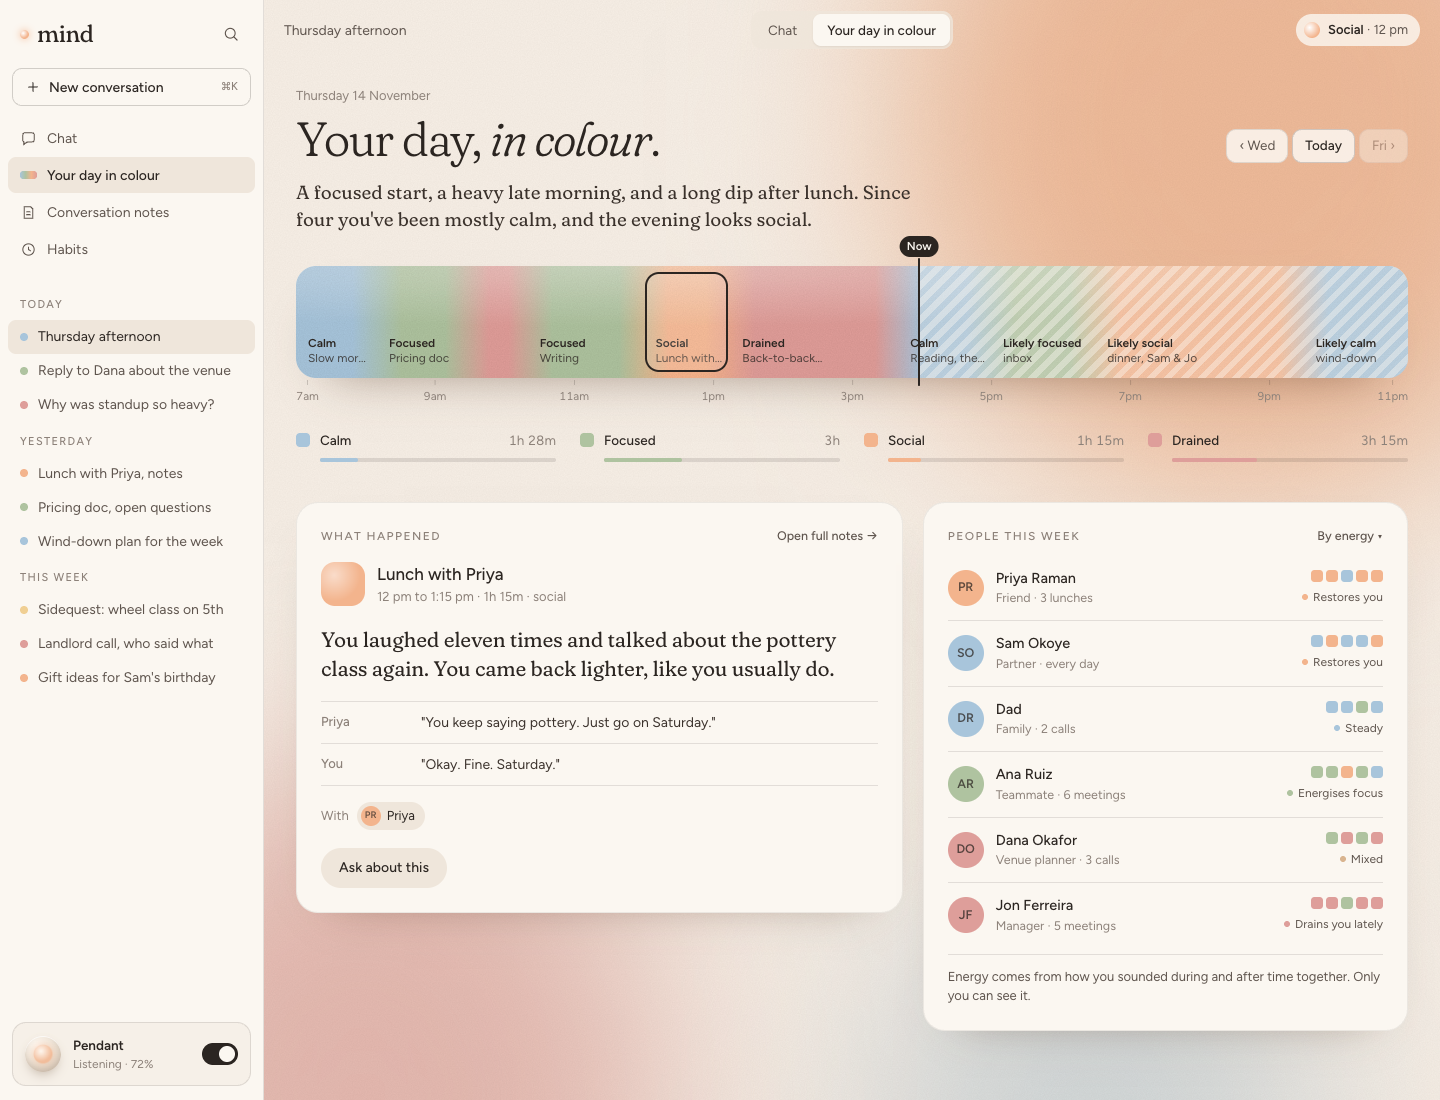 mind
New conversation ⌘K
Chat
Your day in colour
Conversation notes
Habits
TODAY
Thursday afternoon
Reply to Dana about the venue
Why was standup so heavy?
YESTERDAY
Lunch with Priya, notes
Pricing doc, open questions
Wind-down plan for the week
THIS WEEK
Sidequest: wheel class on 5th
Landlord call, who said what
Gift ideas for Sam's birthday
Pendant
Listening · 72%
Thursday afternoon
Chat
Your day in colour
Social · 12 pm
Thursday 14 November
Your day, in colour.
‹ Wed
Today
Fri ›
A focused start, a heavy late morning, and a long dip after lunch. Since
four you've been mostly calm, and the evening looks social.
Now
Calm
Slow mor...
Focused
Pricing doc
Focused
Writing
Social
Lunch with...
Drained
Back-to-back...
Calm
Reading, the...
Likely focused
inbox
Likely social
dinner, Sam & Jo
Likely calm
wind-down
7am 9am 11am 1pm 3pm 5pm 7pm 9pm 11pm
Calm 1h 28m
Focused 3h
Social 1h 15m
Drained 3h 15m
WHAT HAPPENED
Open full notes →
Lunch with Priya
12 pm to 1:15 pm · 1h 15m · social
You laughed eleven times and talked about the pottery
class again. You came back lighter, like you usually do.
Priya "You keep saying pottery. Just go on Saturday."
You "Okay. Fine. Saturday."
With PR Priya
Ask about this
PEOPLE THIS WEEK
By energy ▾
PR
Priya Raman
Friend · 3 lunches
Restores you
SO
Sam Okoye
Partner · every day
Restores you
DR
Dad
Family · 2 calls
Steady
AR
Ana Ruiz
Teammate · 6 meetings
Energises focus
DO
Dana Okafor
Venue planner · 3 calls
Mixed
JF
Jon Ferreira
Manager · 5 meetings
Drains you lately
Energy comes from how you sounded during and after time together. Only
you can see it.